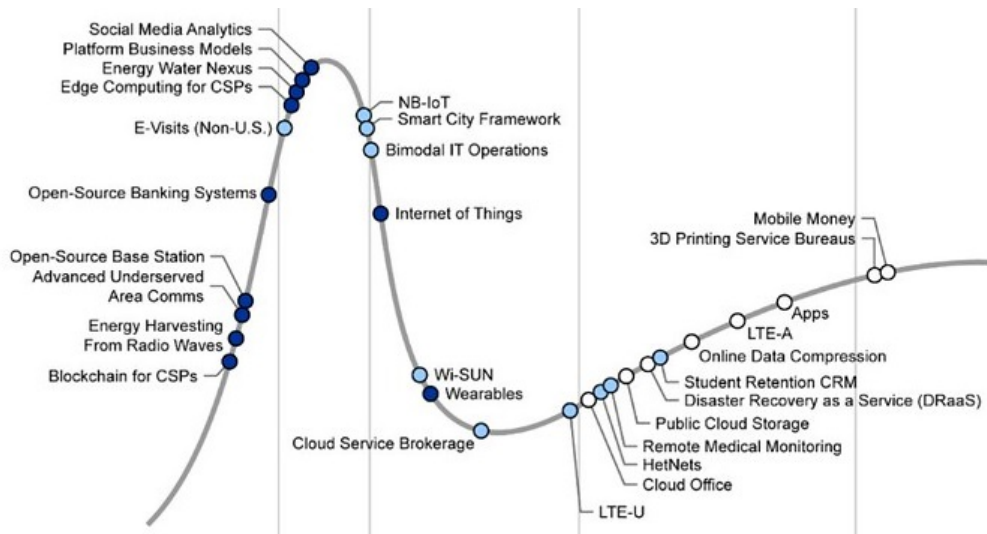 Social Media Analytics
Platform Business Models
Energy Water Nexus
Edge Computing for CSPs
E-Visits (Non-U.S.)
Open-Source Banking Systems
Open-Source Base Station
Advanced Underserved
Area Comms
Energy Harvesting
From Radio Waves
Blockchain for CSPs
NB-IoT
Smart City Framework
Bimodal IT Operations
Internet of Things
Wi-SUN
Wearables
Cloud Service Brokerage
Mobile Money
3D Printing Service Bureaus
Apps
LTE-A
Online Data Compression
Student Retention CRM
Disaster Recovery as a Service (DRaaS)
Public Cloud Storage
Remote Medical Monitoring
HetNets
Cloud Office
LTE-U